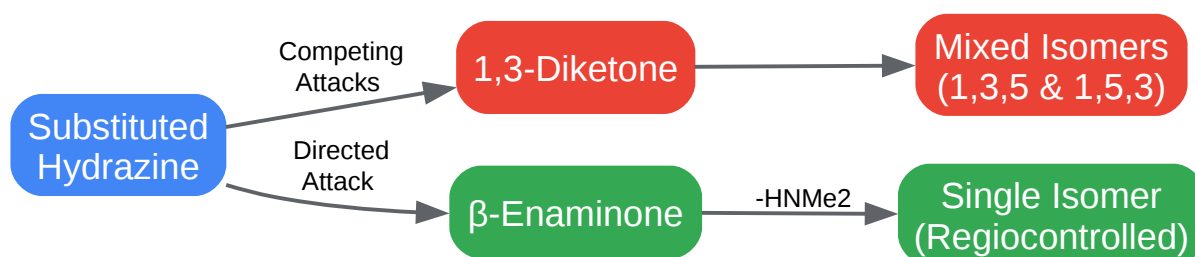 Substituted
Hydrazine
Competing
Attacks
1,3-Diketone
Mixed Isomers
(1,3,5 & 1,5,3)
Directed
Attack
β-Enaminone
-HNMe2
Single Isomer
(Regiocontrolled)